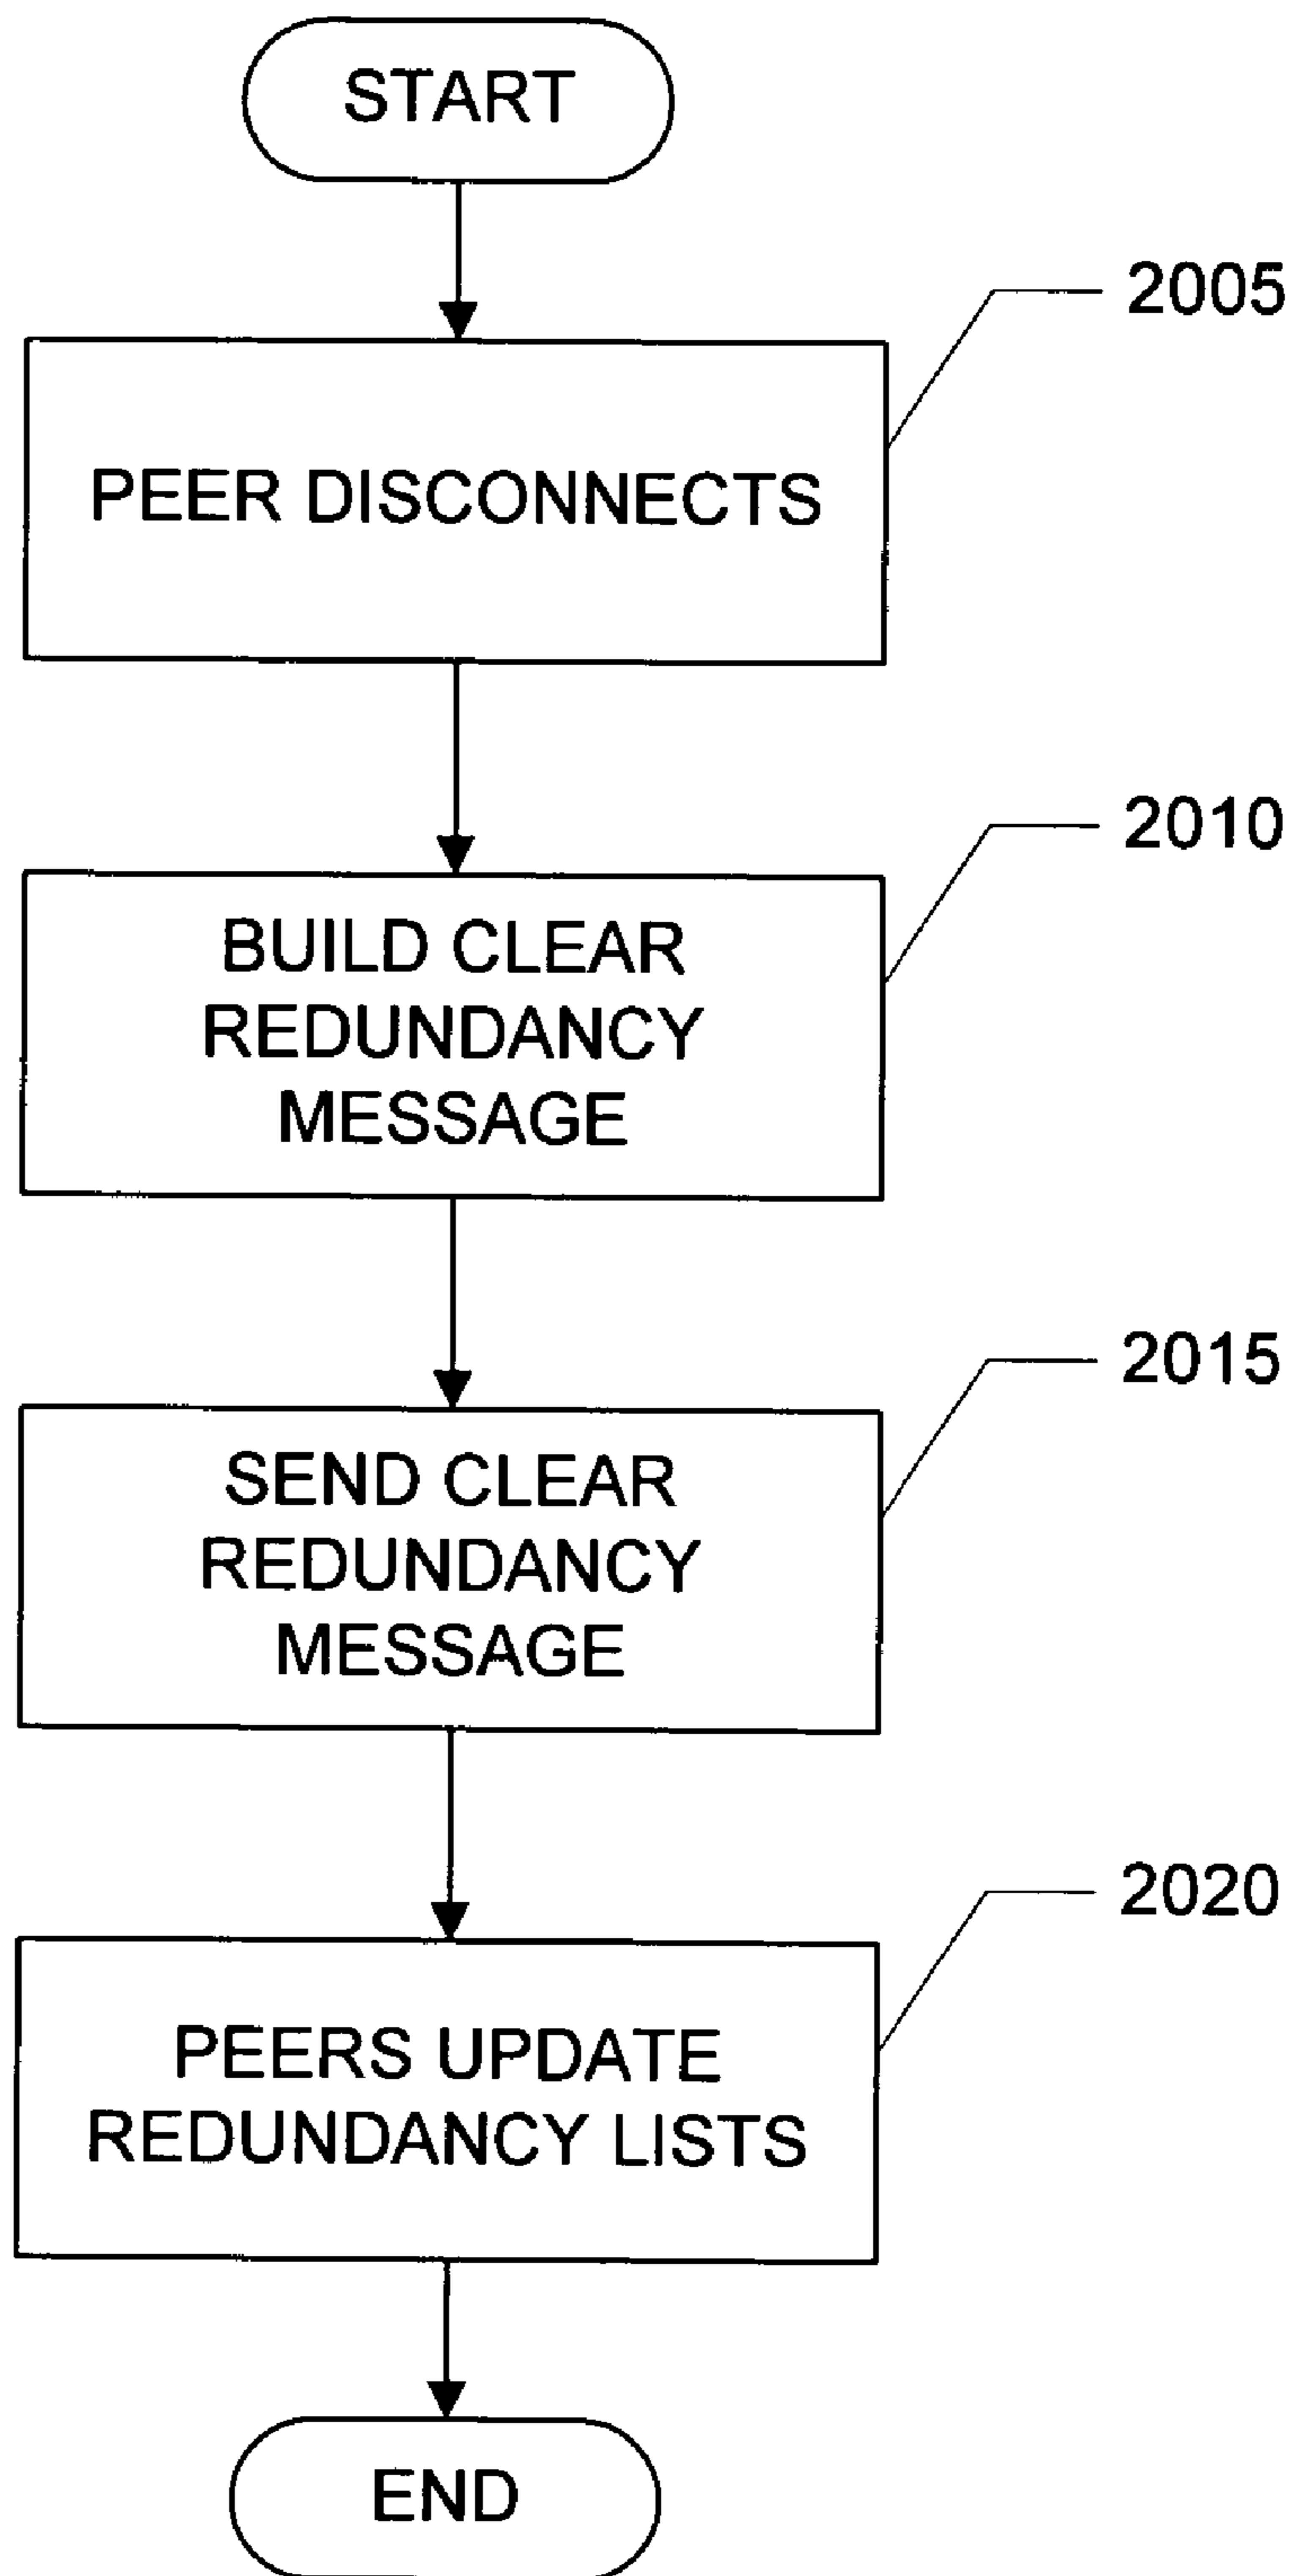 START
2005
PEER DISCONNECTS
2010
BUILD CLEAR
REDUNDANCY
MESSAGE
2015
SEND CLEAR
REDUNDANCY
MESSAGE
2020
PEERS UPDATE
REDUNDANCY LISTS
END